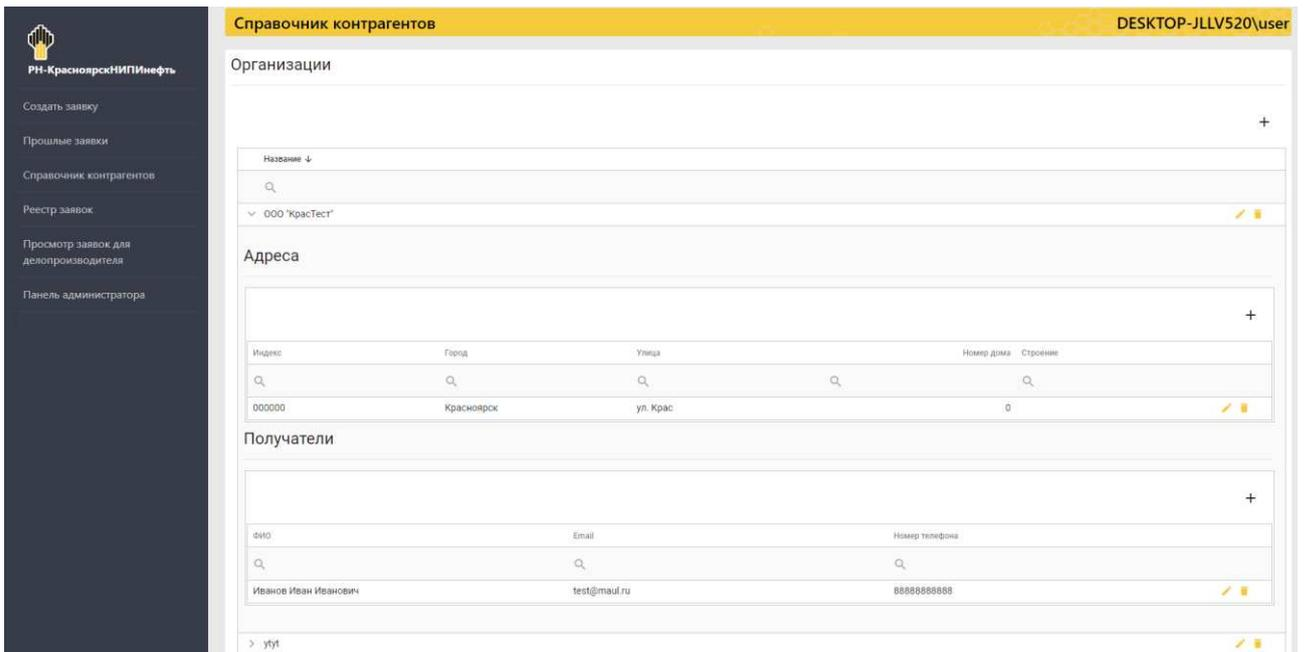 РН-КрасноярскНИПИнефть
Создать заявку
Прошлые заявки
Справочник контрагентов
Реестр заявок
Просмотр заявок для
делопроизводителя
Панель администратора
Справочник контрагентов DESKTOP-JLLV520\user
Организации
+
Название ↓
ООО "КрасТест"
Адреса
+
Индекс Город Улица Номер дома Строение
000000 Красноярск ул. Крас 0
Получатели
+
ФИО Email Номер телефона
Иванов Иван Иванович test@maul.ru 88888888888
ytyt